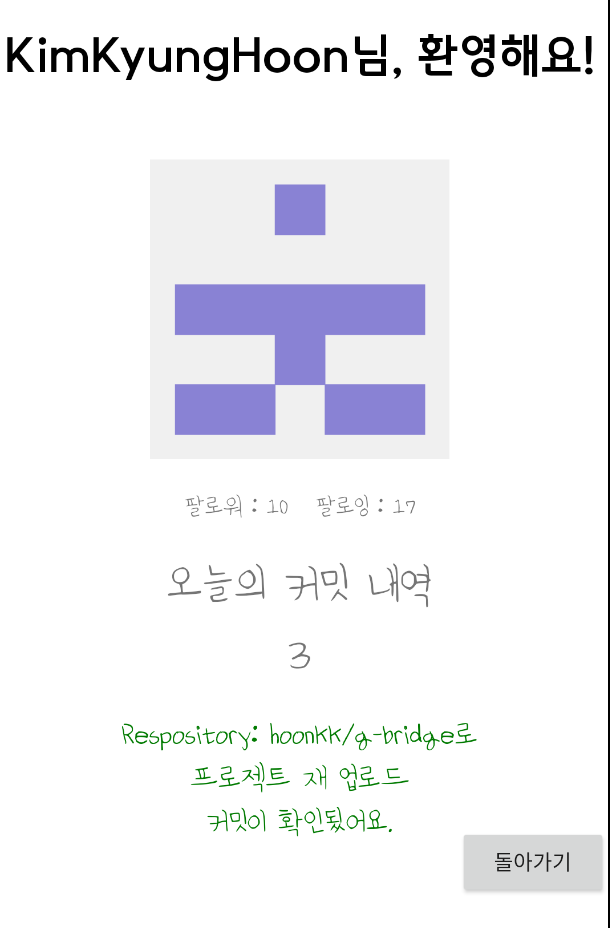 KimKyungHoon님, 환영해요!
팔로워 : 10 팔로잉 : 17
오늘의 커밋 내역
3
Respository: hoonkk/g-bridge로
프로젝트 재 업로드
커밋이 확인됬어요.
돌아가기